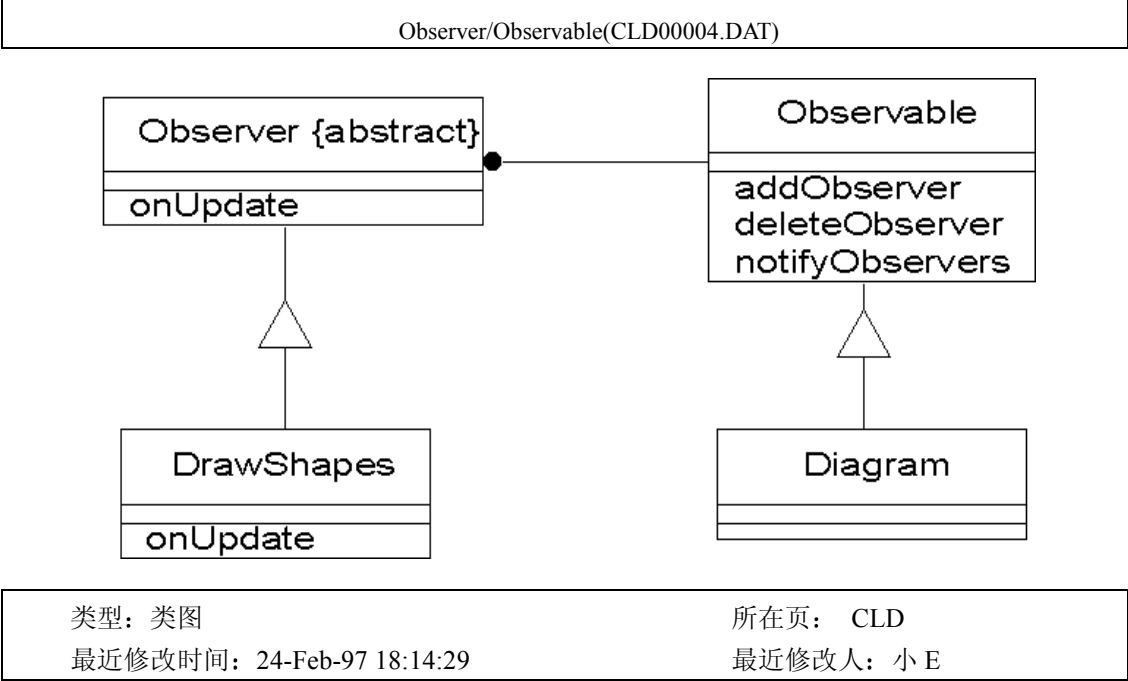 Observer/Observable(CLD00004.DAT)
Observer {abstract}
onUpdate
Observable
addObserver
deleteObserver
notifyObservers
DrawShapes
onUpdate
Diagram
类型：类图
所在页： CLD
最近修改时间：24-Feb-97 18:14:29
最近修改人：小 E